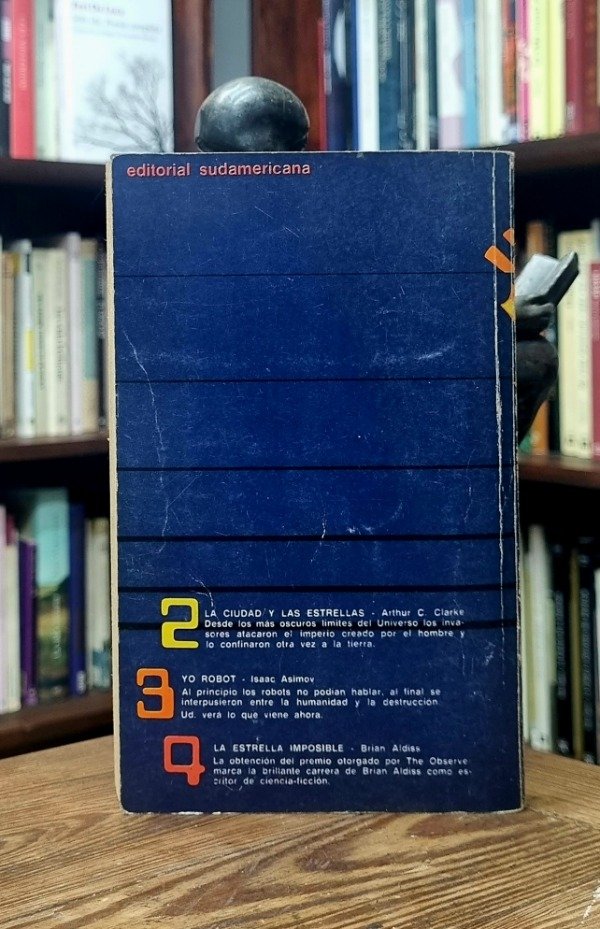 editorial sudamericana
2
LA CIUDAD Y LAS ESTRELLAS - Arthur C. Clarke
Desde los más oscuros límites del Universo los inva-
sores atacaron el imperio creado por el hombre y
lo confinaron otra vez a la tierra.
3
YO ROBOT - Isaac Asimov
Al principio los robots no podían hablar, al final se
interpusieron entre la humanidad y la destrucción
Ud. verá lo que viene ahora.
4
LA ESTRELLA IMPOSIBLE - Brian Aldiss
La obtención del premio otorgado por The Observe
marca la brillante carrera de Brian Aldiss como es-
critor de ciencia-ficción.